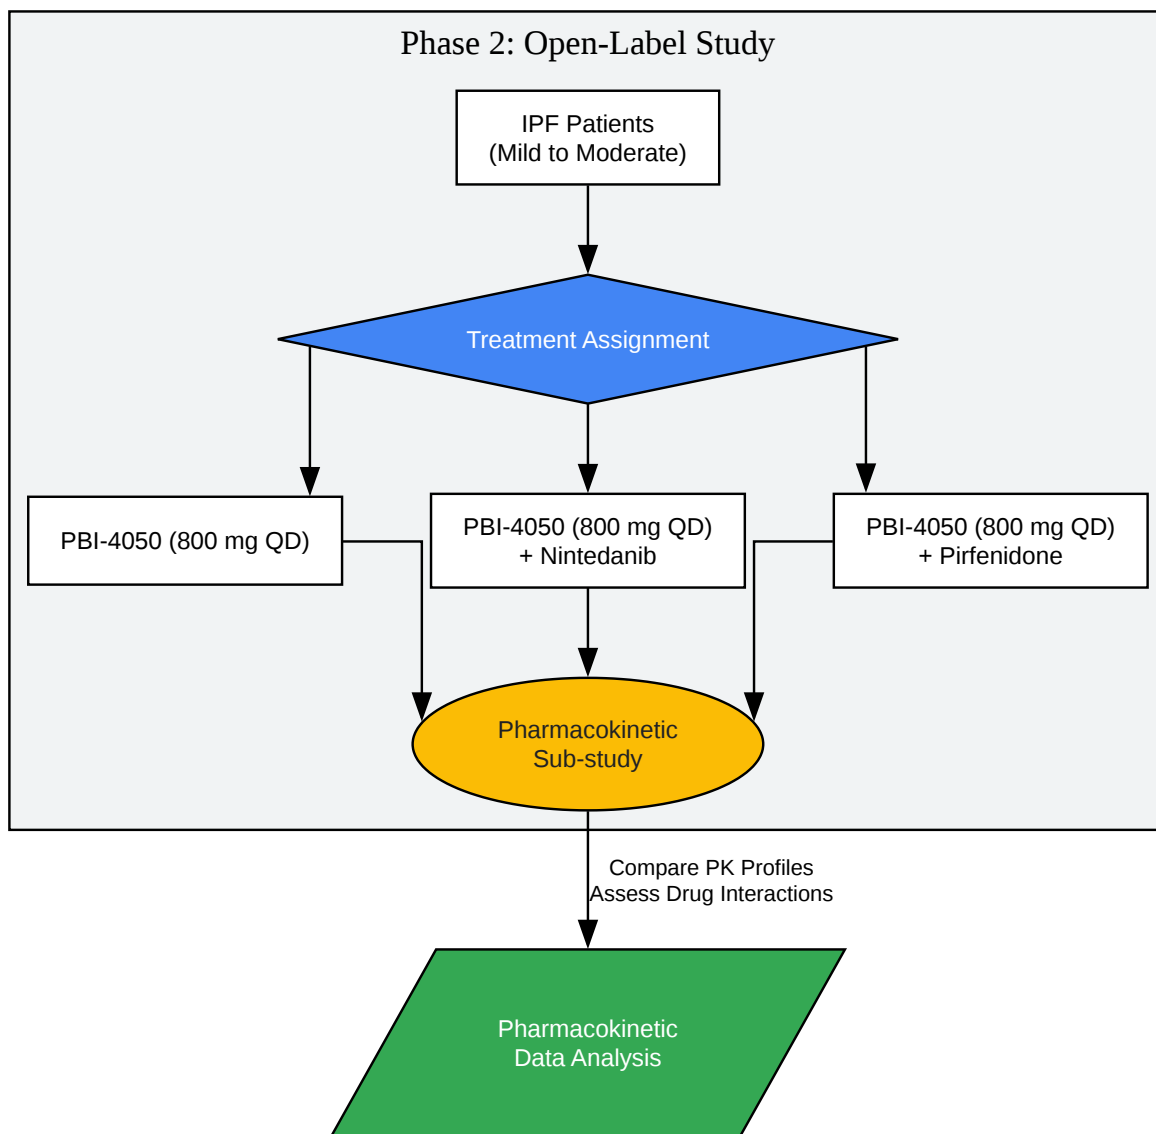 Phase 2: Open-Label Study
IPF Patients
(Mild to Moderate)
Treatment Assignment
PBI-4050 (800 mg QD)
PBI-4050 (800 mg QD)
+ Nintedanib
PBI-4050 (800 mg QD)
+ Pirfenidone
Pharmacokinetic
Sub-study
Compare PK Profiles
Assess Drug Interactions
Pharmacokinetic
Data Analysis